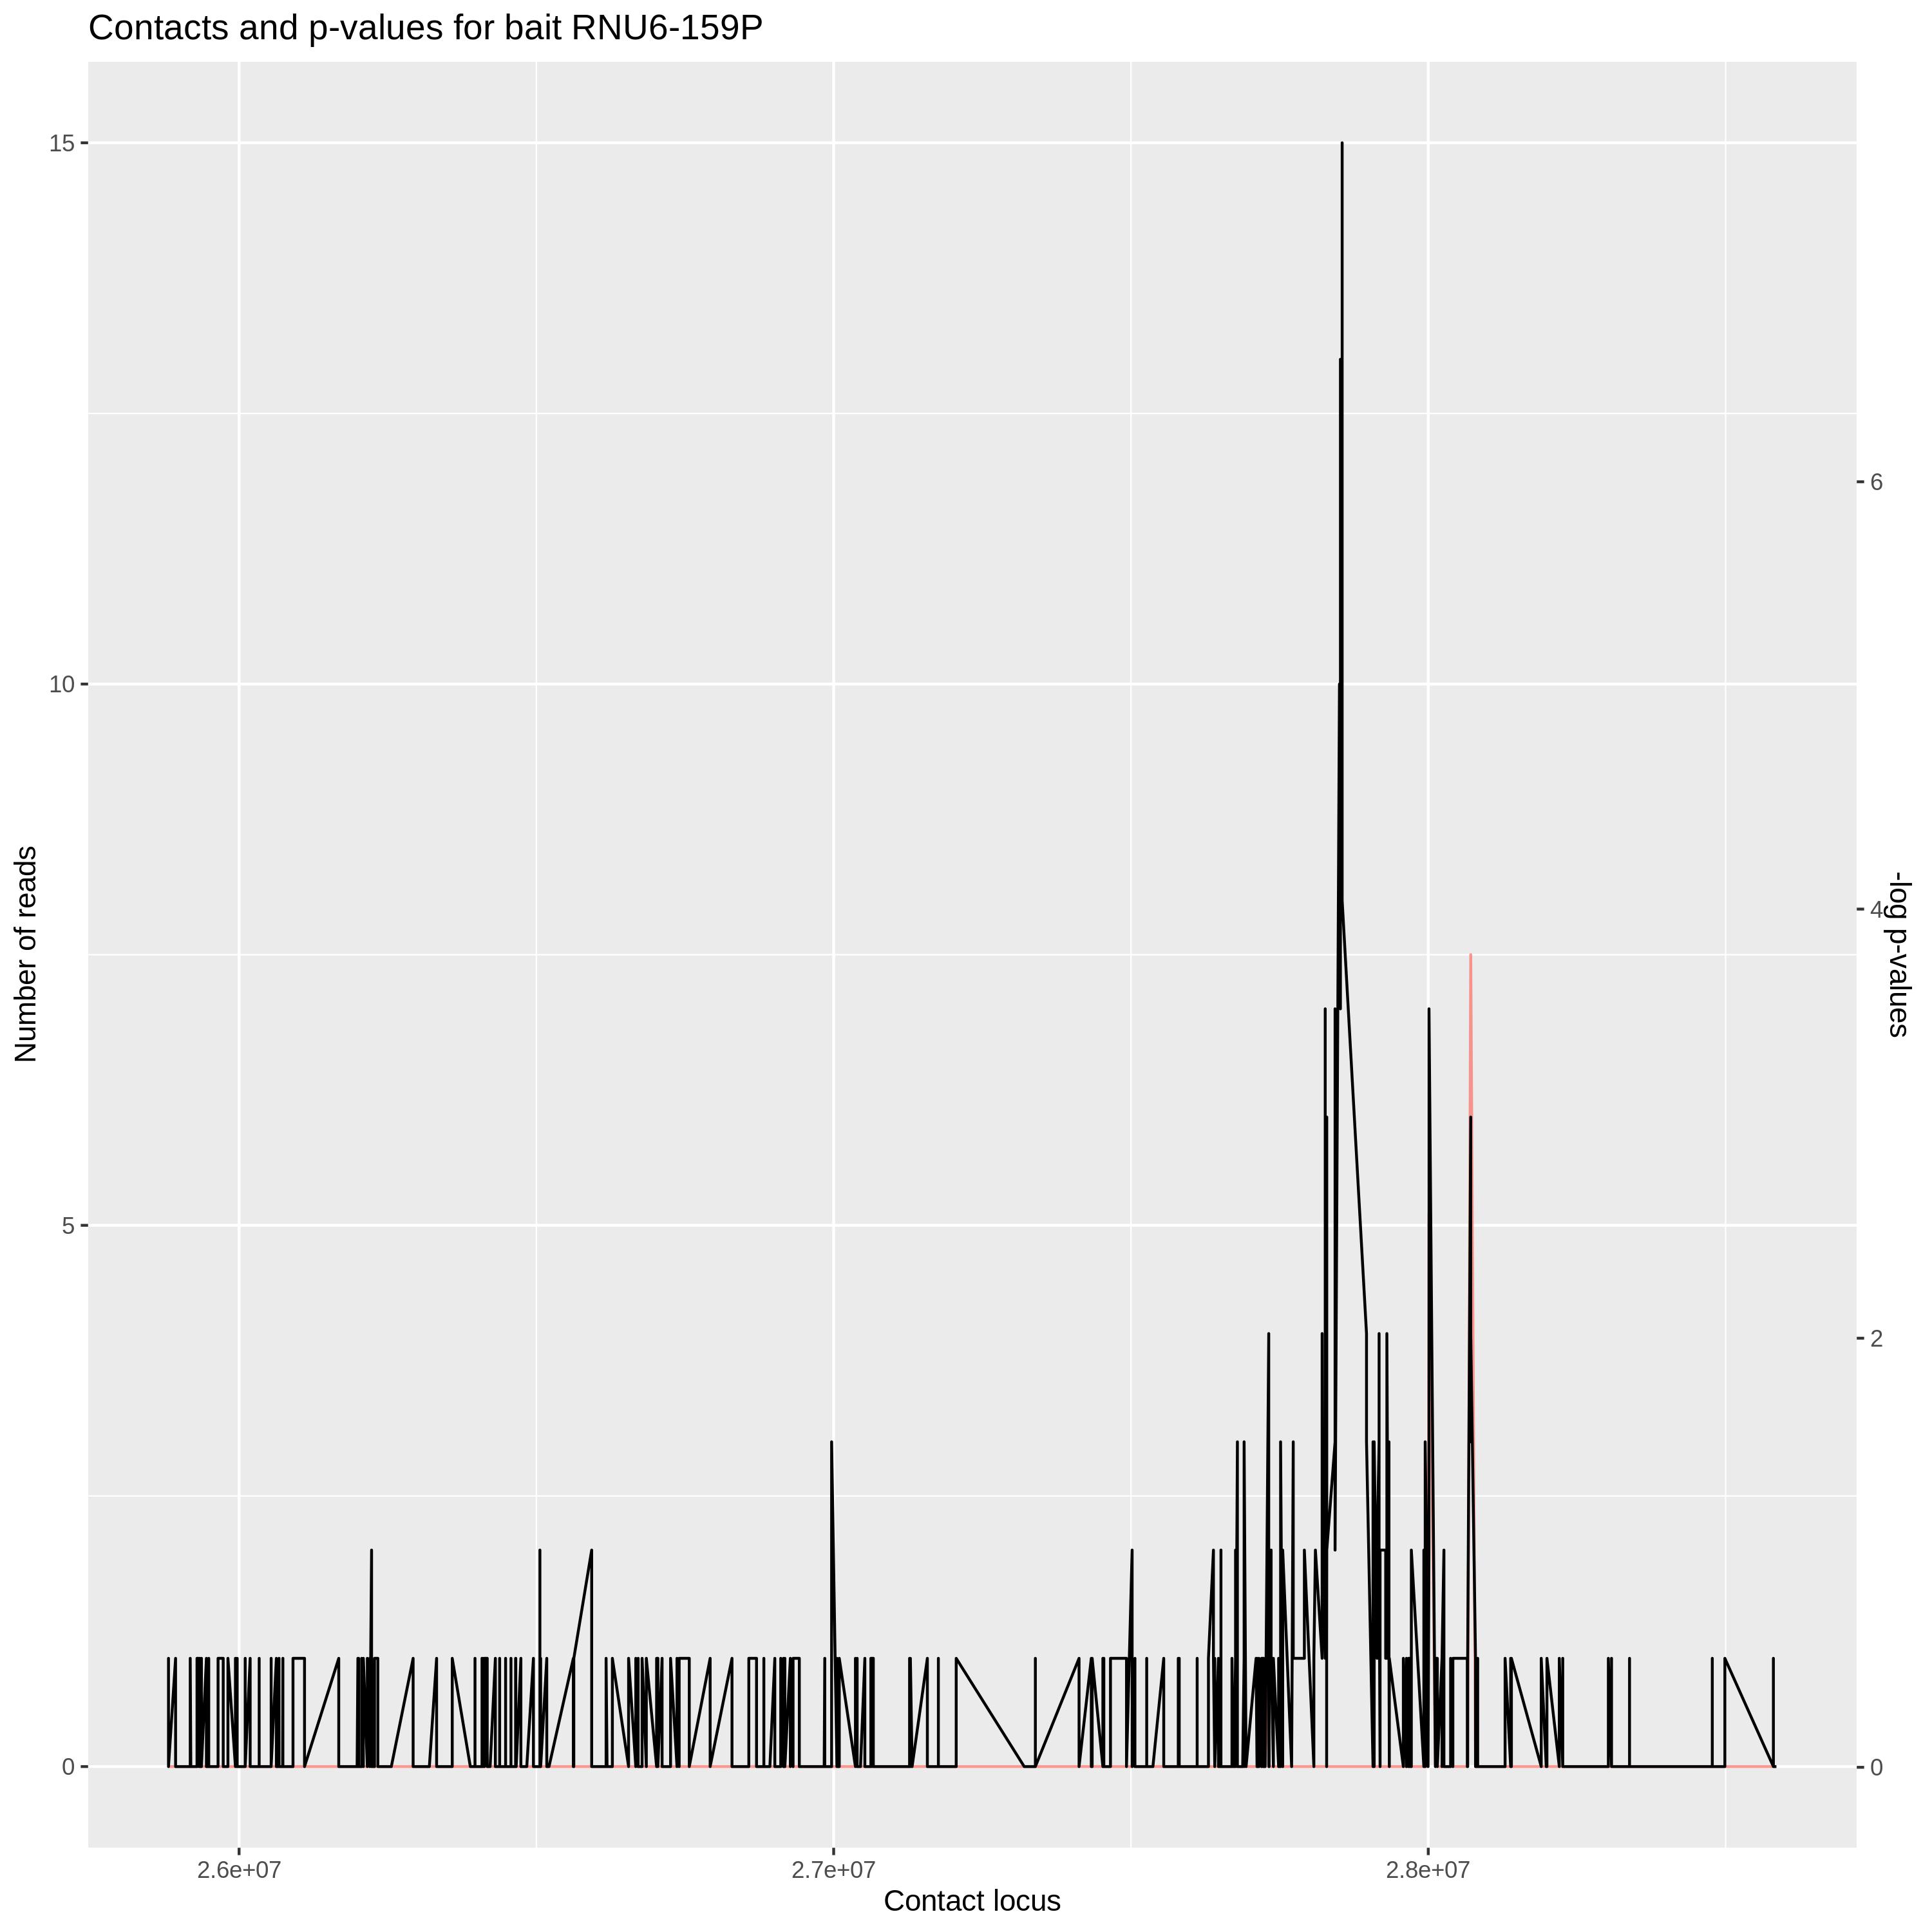 Contacts and p-values for bait RNU6-159P
15
10
5
0
Number of reads
6
4
2
0
-log p-values
2.6e+07
2.7e+07
2.8e+07
Contact locus